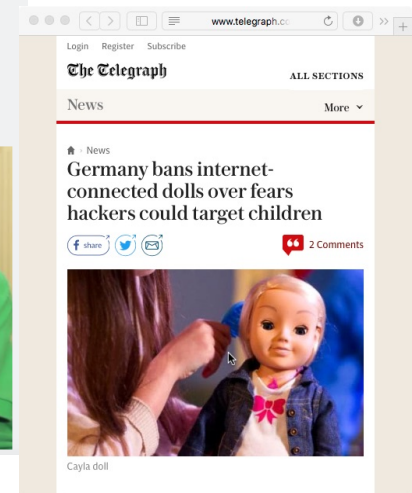 www.telegraph.co
Login Register Subscribe
The Telegraph
ALL SECTIONS
News
More
News
Germany bans internet-
connected dolls over fears
hackers could target children
f share
2 Comments
Cayla doll